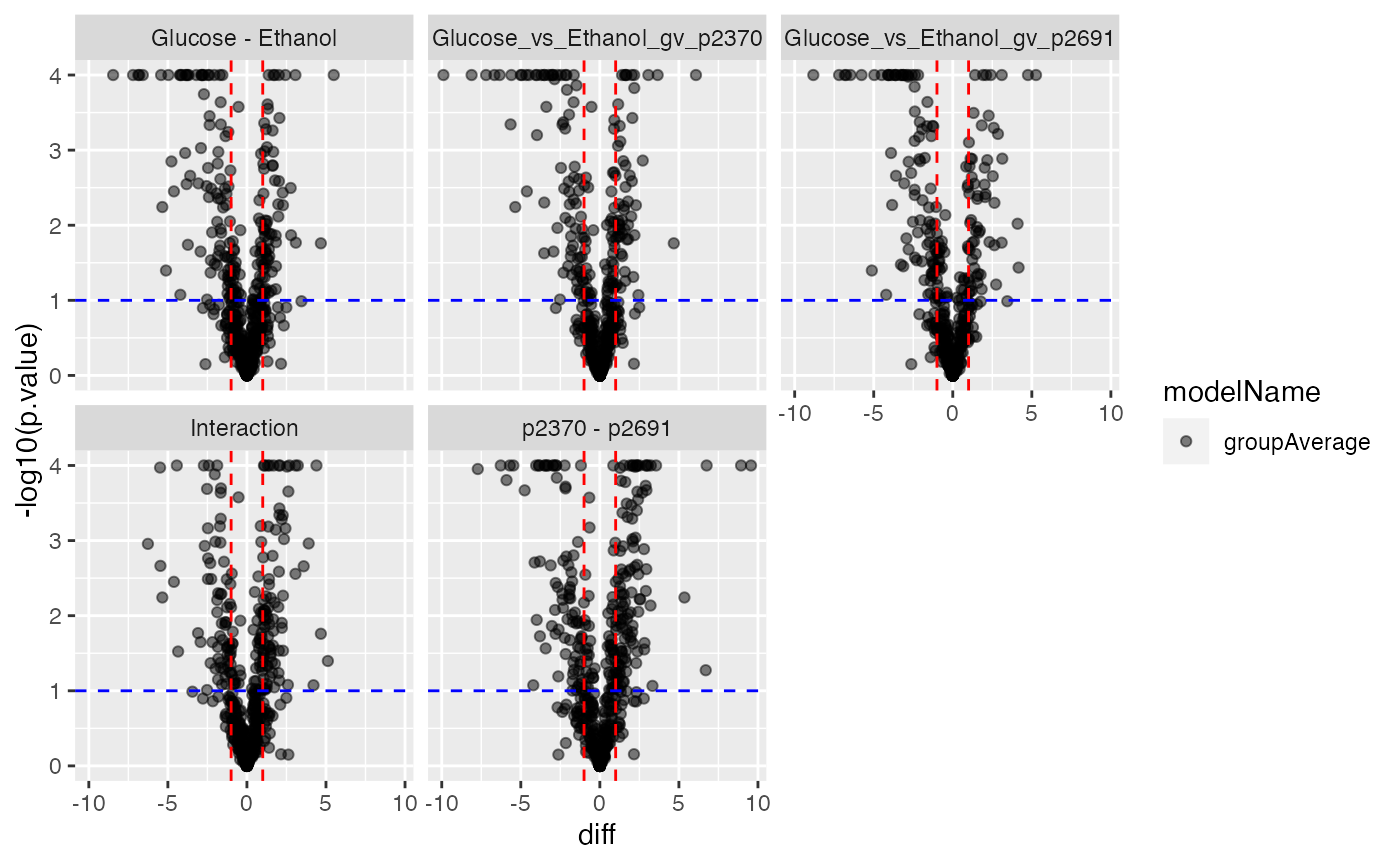 Glucose - Ethanol
Glucose_vs_Ethanol_gv_p2370
Glucose_vs_Ethanol_gv_p2691
4
3
2
1
0
-10 -5 0 5 10
Interaction
p2370 - p2691
4
3
2
1
0
-10 -5 0 5 10
-10 -5 0 5 10
-log10(p.value)
diff
modelName
groupAverage